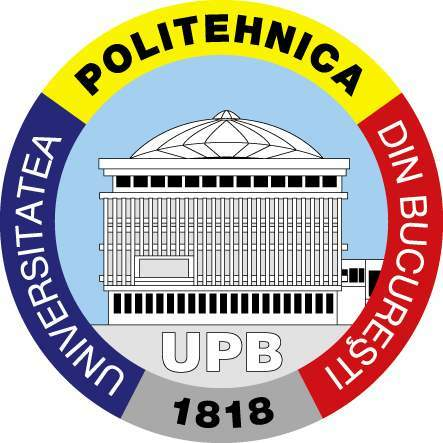 UNIVERSITATEA
POLITEHNICA
DIN BUCUREȘTI
UPB
1818